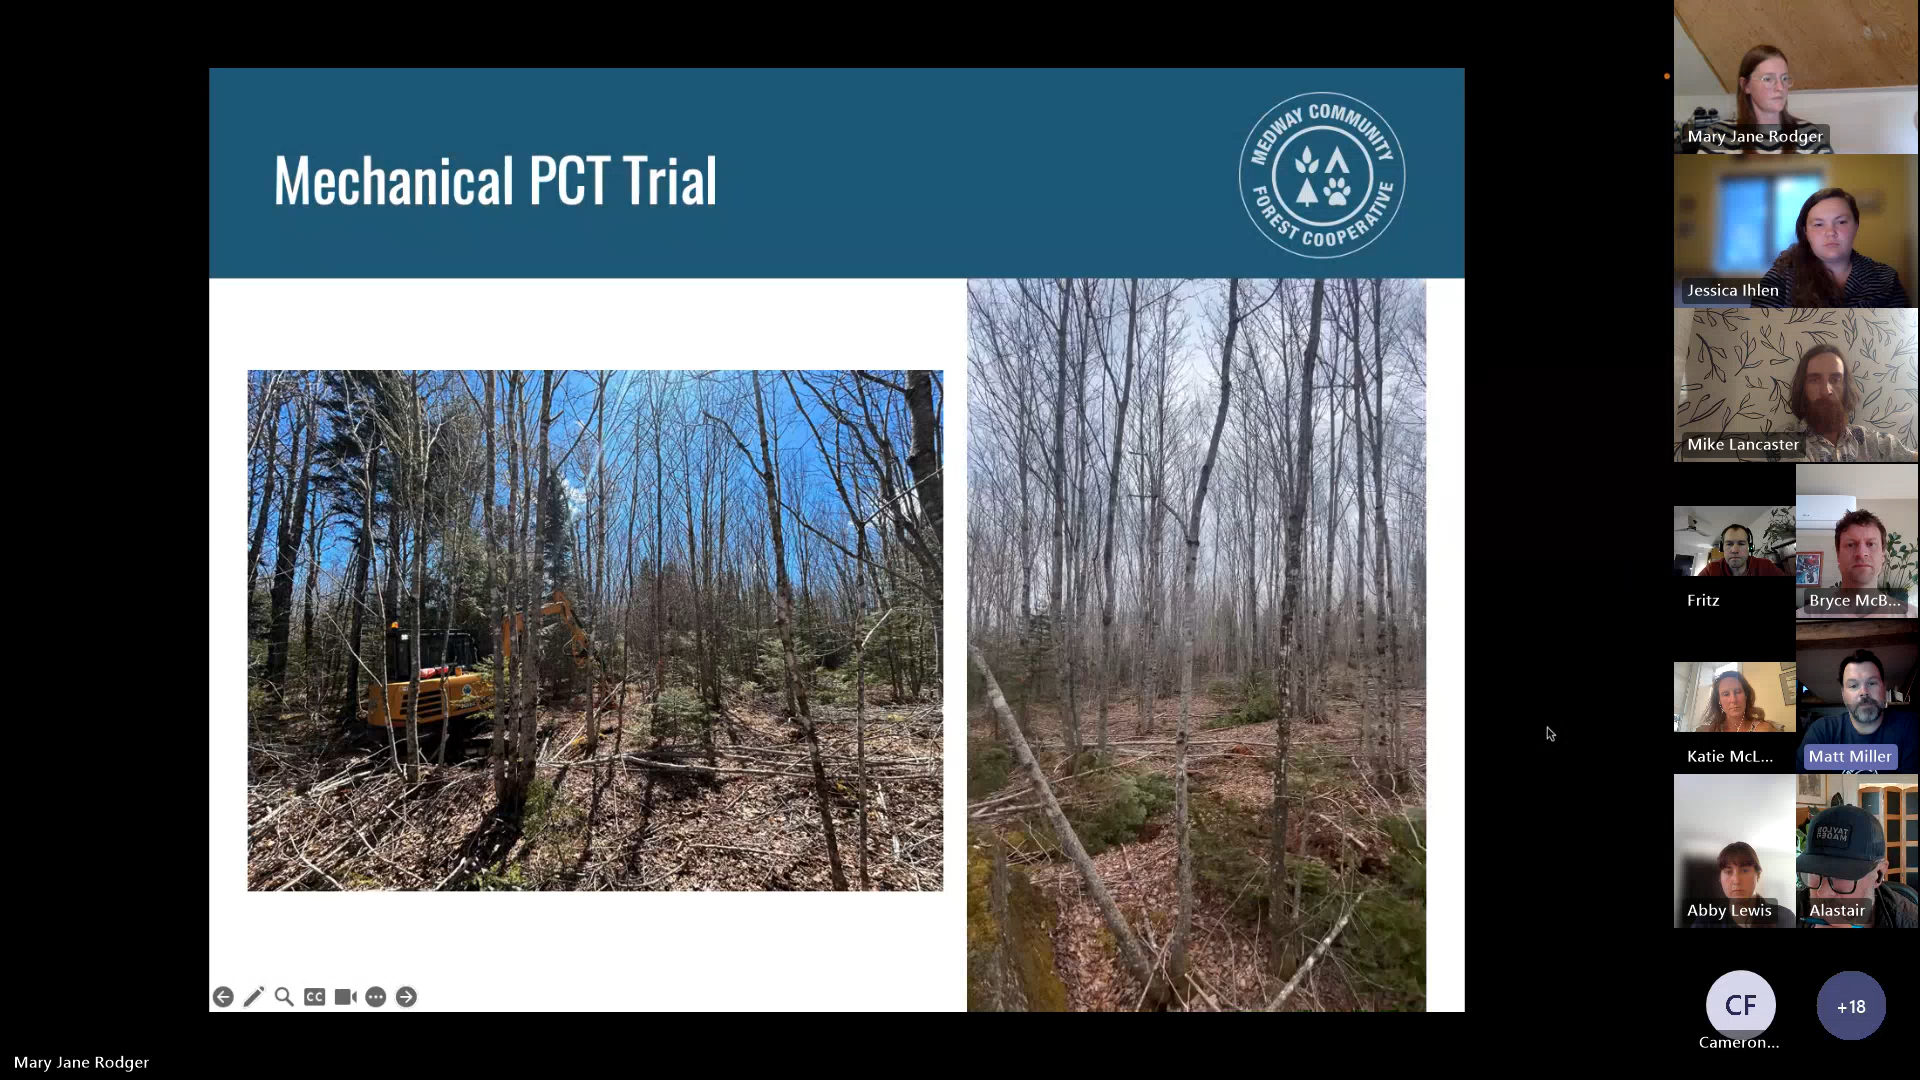 Mechanical PCT Trial
MEDWAY COMMUNITY
FOREST COOPERATIVE
CC
Mary Jane Rodger
Mary Jane Rodger
Jessica Ihlen
Mike Lancaster
Fritz
Bryce McB...
Katie McL...
Matt Miller
Abby Lewis
Alastair
CF
Cameron...
+18